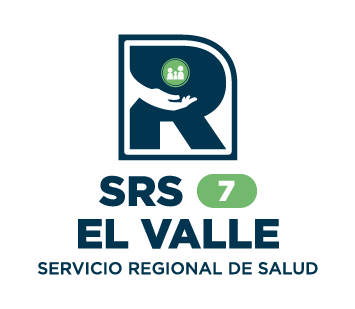 R
SRS 7
EL VALLE
SERVICIO REGIONAL DE SALUD